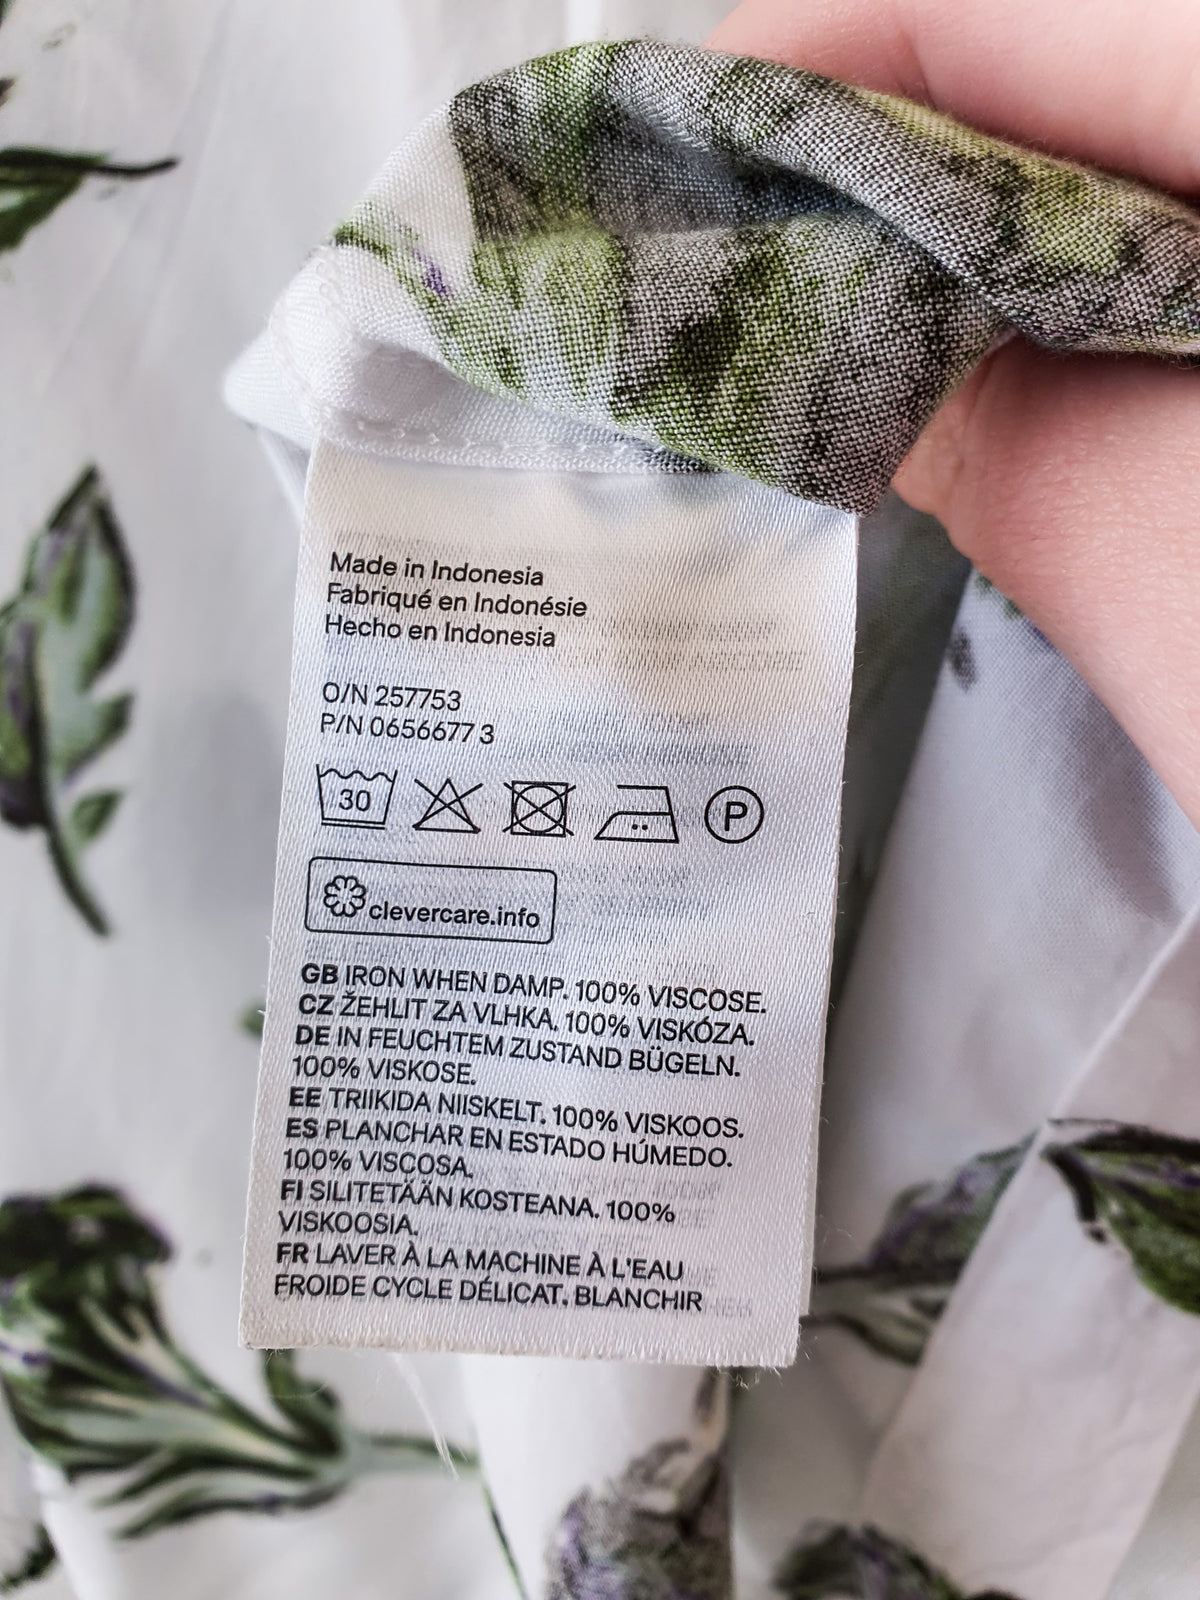 Made in Indonesia
Fabriqué en Indonésie
Hecho en Indonesia
O/N 257753
P/N 0656677 3
30 P
clevercare.info
GB IRON WHEN DAMP. 100% VISCOSE.
CZ ŽEHLIT ZA VLHKA. 100% VISKÓZA.
DE IN FEUCHTEM ZUSTAND BÜGELN.
100% VISKOSE.
EE TRIIKIDA NIISKELT. 100% VISKOOS.
ES PLANCHAR EN ESTADO HÚMEDO.
100% VISCOSA.
FI SILITETÄÄN KOSTEANA. 100%
VISKOOSIA.
FR LAVER À LA MACHINE À L'EAU
FROIDE CYCLE DÉLICAT. BLANCHIR